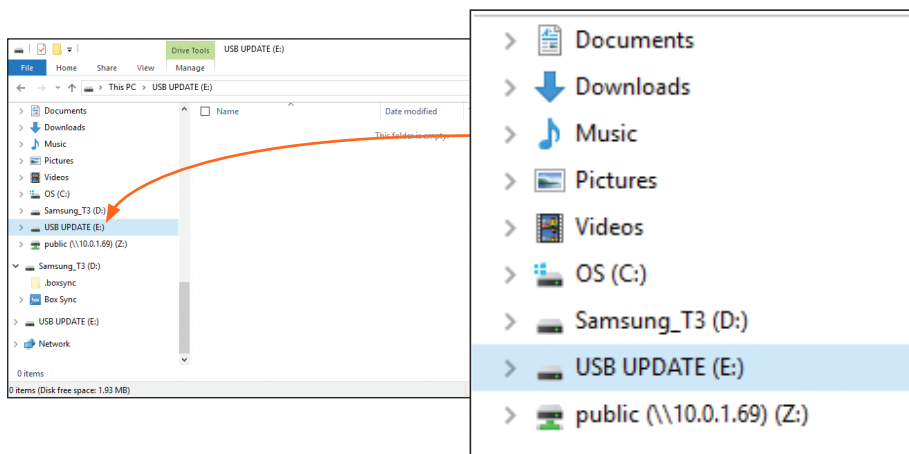 Drive Tools USB UPDATE (E:)
File Home Share View Manage
This PC > USB UPDATE (E:)
Documents
Downloads
Music
Pictures
Videos
OS (C:)
Samsung_T3 (D:)
USB UPDATE (E:)
public (\\10.0.1.69) (Z:)
Samsung_T3 (D:)
.boxsync
Box Sync
USB UPDATE (E:)
Network
Name Date modified
This folder is empty.
0 items
0 items (Disk free space: 1.93 MB)
Documents
Downloads
Music
Pictures
Videos
OS (C:)
Samsung_T3 (D:)
USB UPDATE (E:)
public (\\10.0.1.69) (Z:)